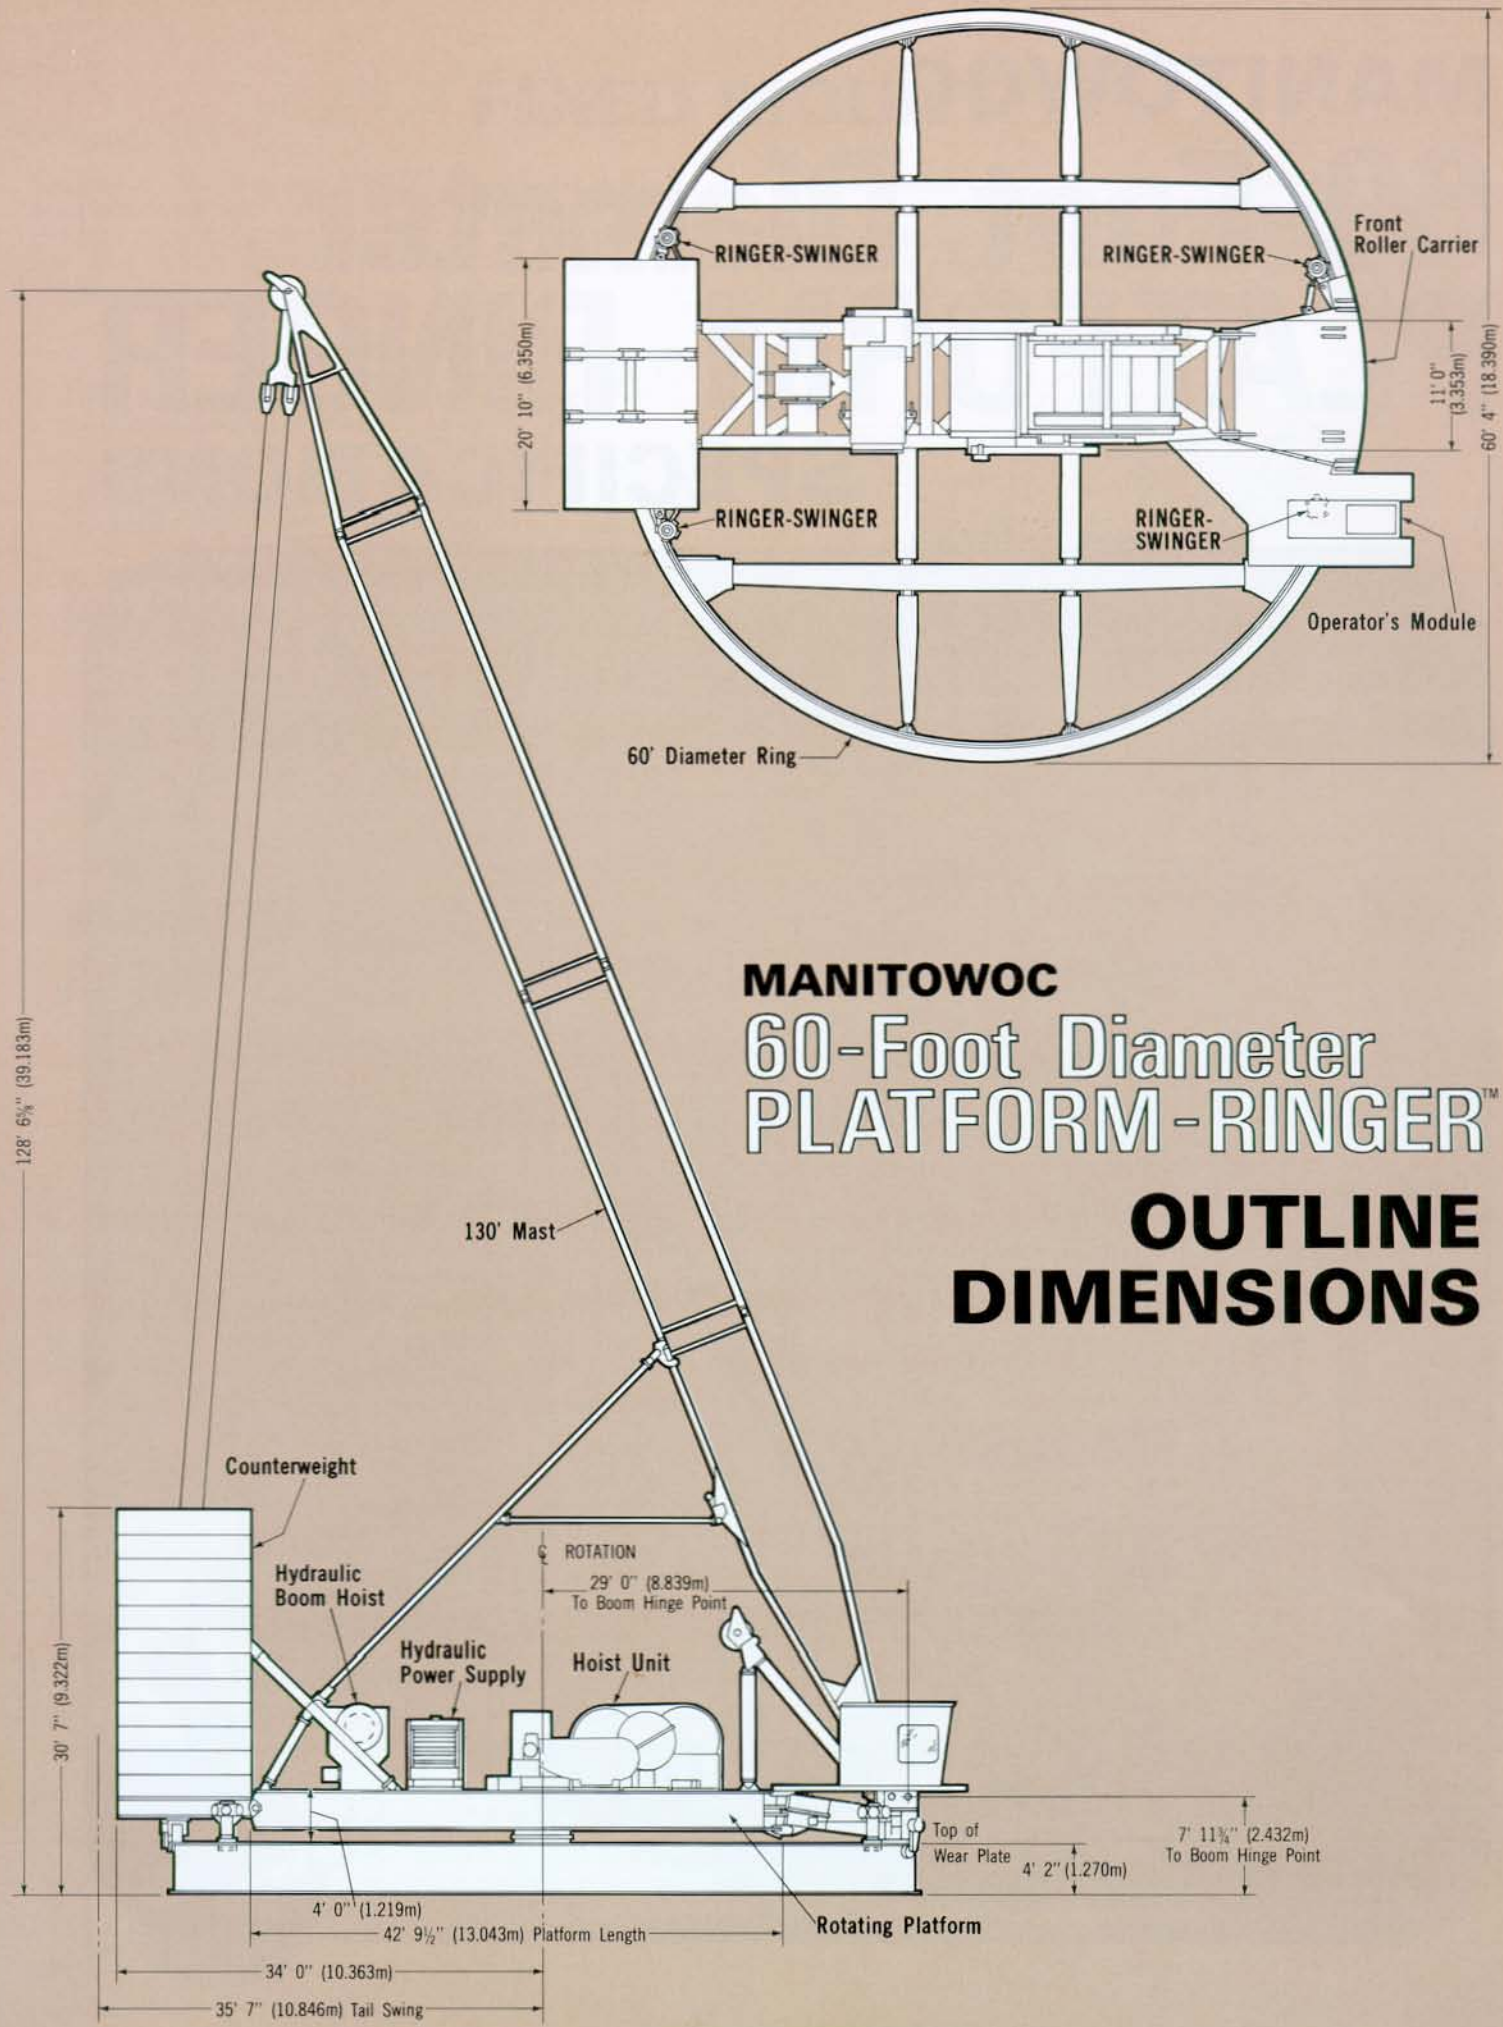 RINGER-SWINGER
RINGER-SWINGER
Front
Roller Carrier
20' 10" (6.350m)
11' 0"
(3.353m)
60' 4" (18.390m)
RINGER-SWINGER
RINGER-
SWINGER
Operator's Module
60' Diameter Ring
MANITOWOC
60-Foot Diameter
PLATFORM-RINGER™
OUTLINE
DIMENSIONS
128' 6⅝" (39.183m)
130' Mast
Counterweight
℄ ROTATION
29' 0" (8.839m)
To Boom Hinge Point
Hydraulic
Boom Hoist
Hydraulic
Power Supply
Hoist Unit
30' 7" (9.322m)
Top of
Wear Plate
4' 2" (1.270m)
7' 11¾" (2.432m)
To Boom Hinge Point
4' 0" (1.219m)
42' 9½" (13.043m) Platform Length
Rotating Platform
34' 0" (10.363m)
35' 7" (10.846m) Tail Swing